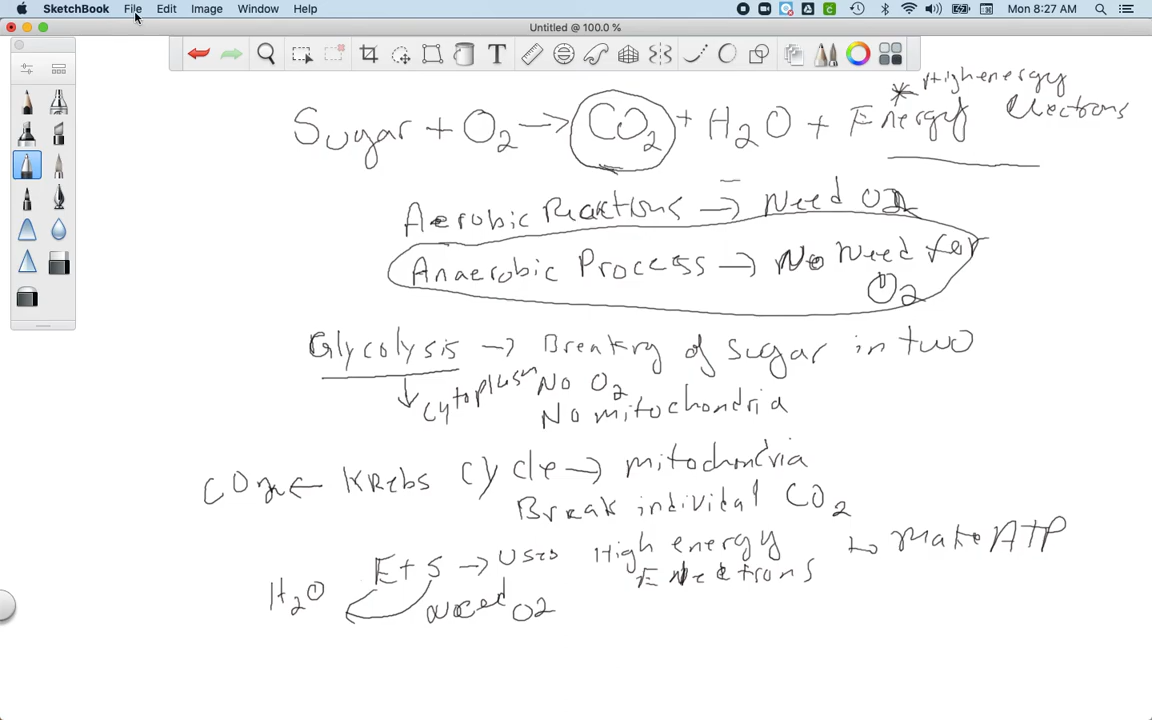 SketchBook File Edit Image Window Help Mon 8:27 AM
Untitled @ 100.0 %
*High energy
Sugar + O2 → CO2 + H2O + Energy electrons
Aerobic Reactions → Need O2
Anaerobic Process → No Need for
O2
Glycolysis → Breaking of sugar in two
↓ Cytoplasm No O2
No mitochondria
CO2 ← Krebs Cycle → mitochondria
Break individal CO2
ETS → Uses High energy to Make ATP
H2O Electrons
need O2